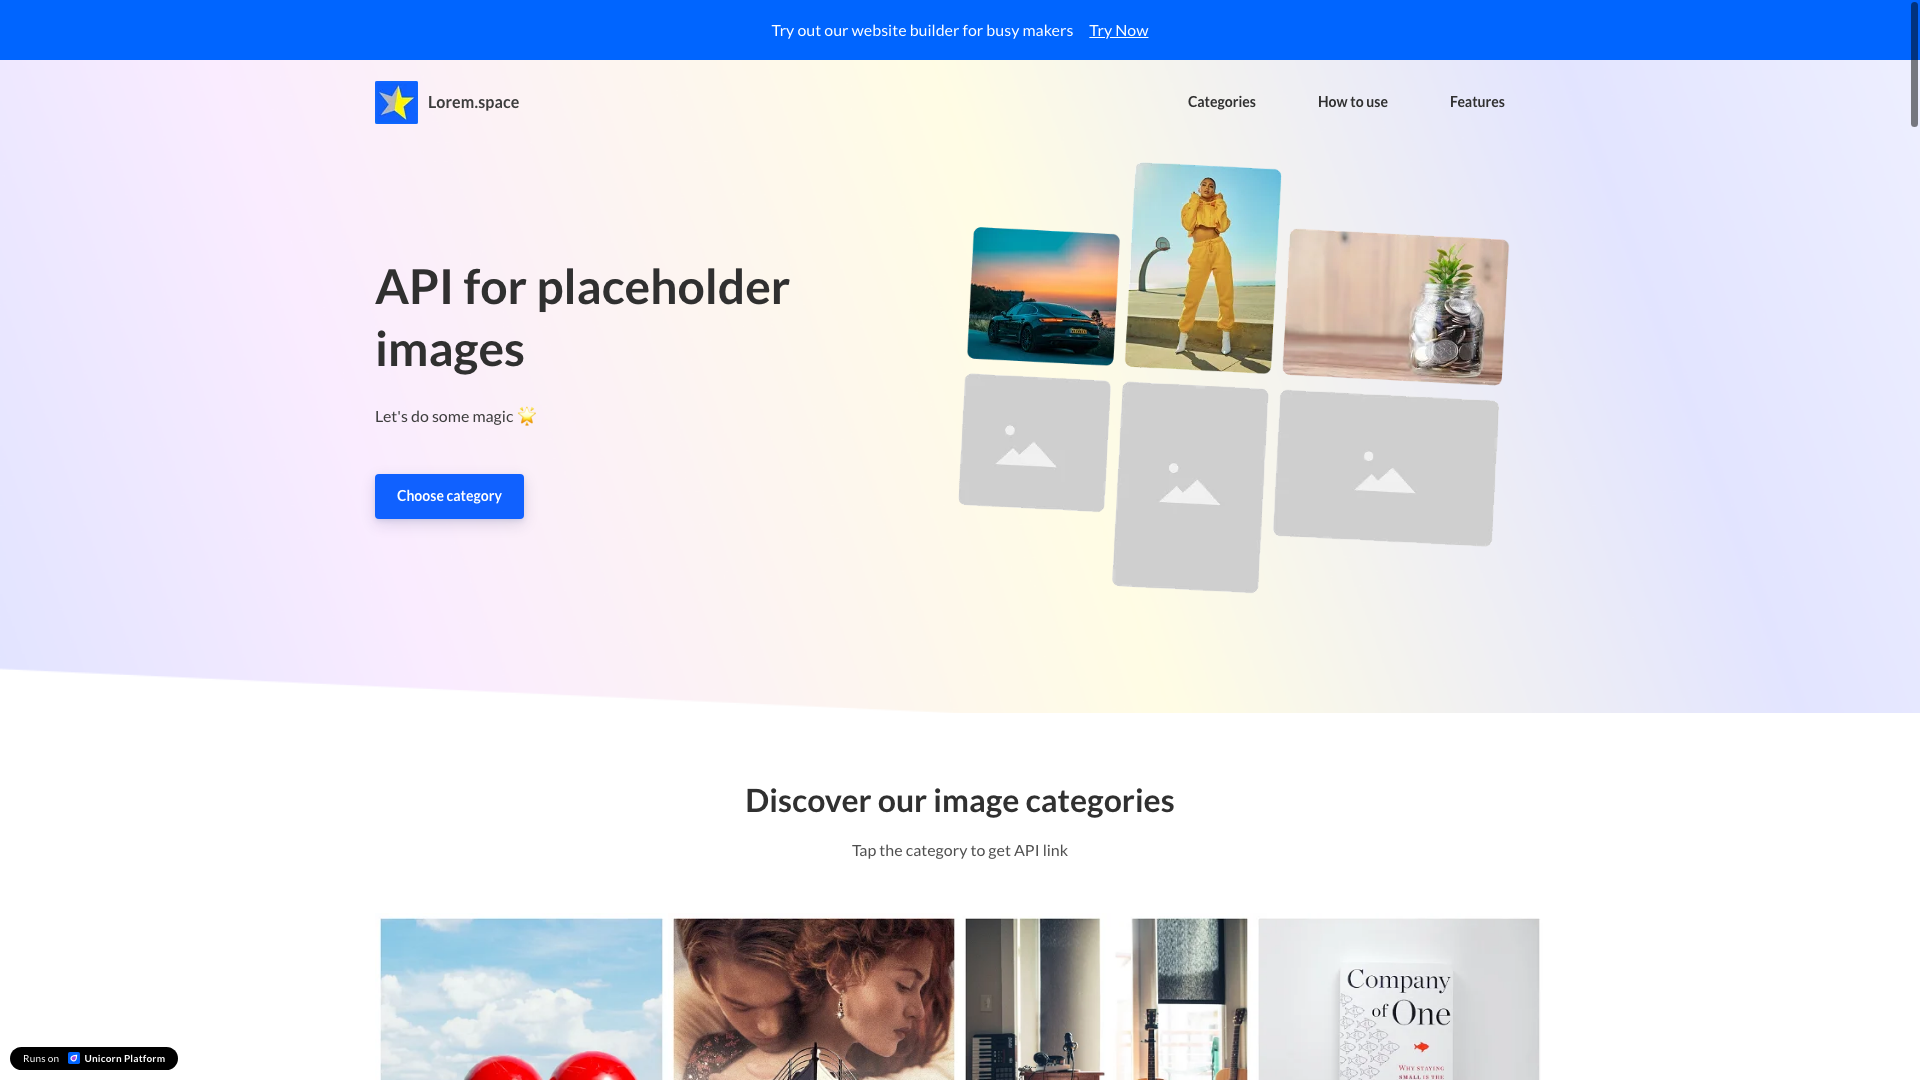 Try out our website builder for busy makers Try Now
Lorem.space
Categories
How to use
Features
API for placeholder
images
Let's do some magic 🌟
Choose category
Discover our image categories
Tap the category to get API link
Company
of One
WHY STAYING
SMALL IS THE
Runs on Unicorn Platform